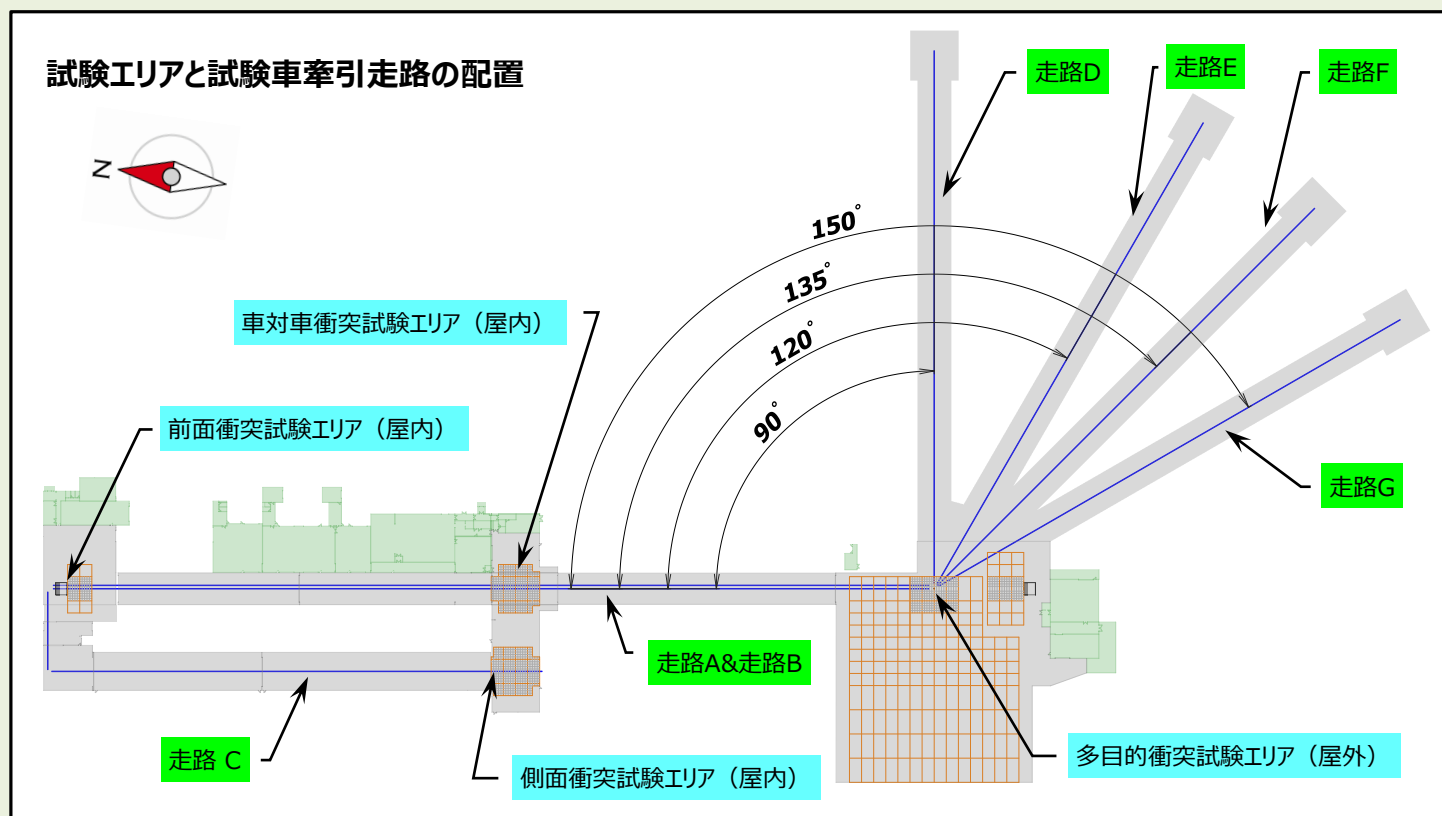 試験エリアと試験車牽引走路の配置
N
走路D
走路E
走路F
150°
135°
120°
90°
車対車衝突試験エリア（屋内）
前面衝突試験エリア（屋内）
走路G
走路A&走路B
走路 C
側面衝突試験エリア（屋内）
多目的衝突試験エリア（屋外）